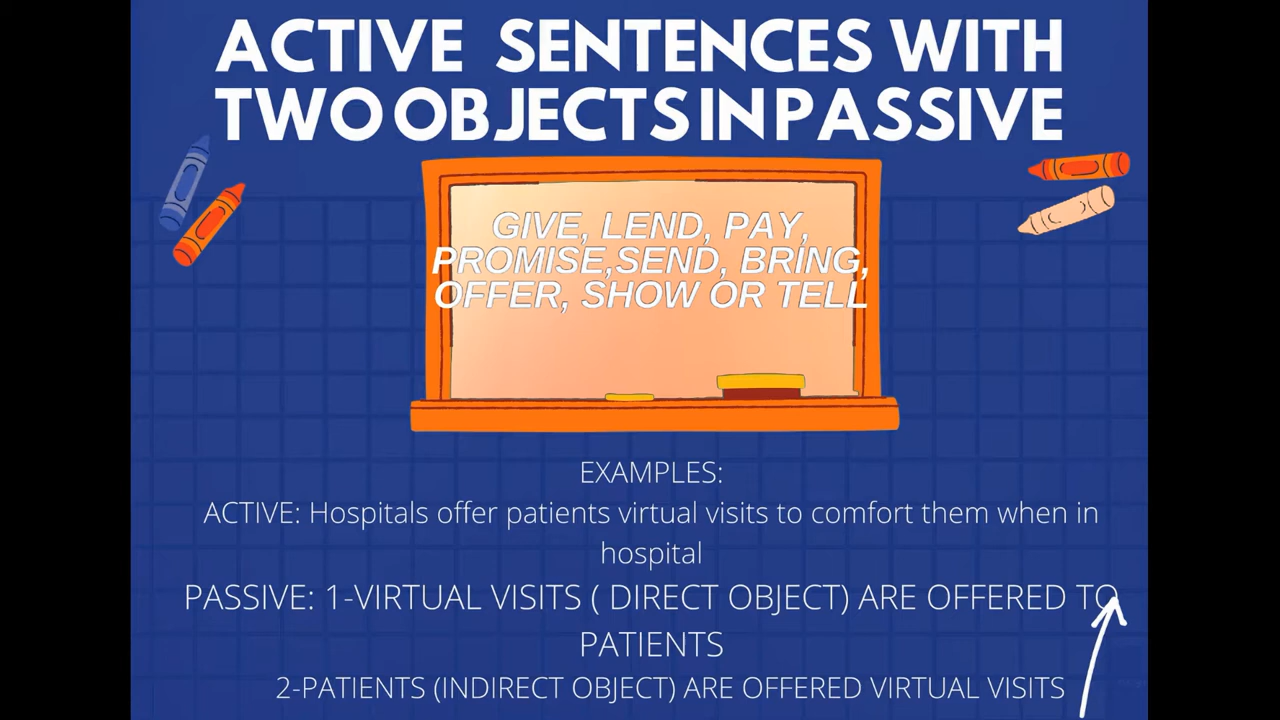 ACTIVE SENTENCES WITH
TWO OBJECTS IN PASSIVE
GIVE, LEND, PAY,
PROMISE,SEND, BRING,
OFFER, SHOW OR TELL
EXAMPLES:
ACTIVE: Hospitals offer patients virtual visits to comfort them when in
hospital
PASSIVE: 1-VIRTUAL VISITS ( DIRECT OBJECT) ARE OFFERED TO
PATIENTS
2-PATIENTS (INDIRECT OBJECT) ARE OFFERED VIRTUAL VISITS